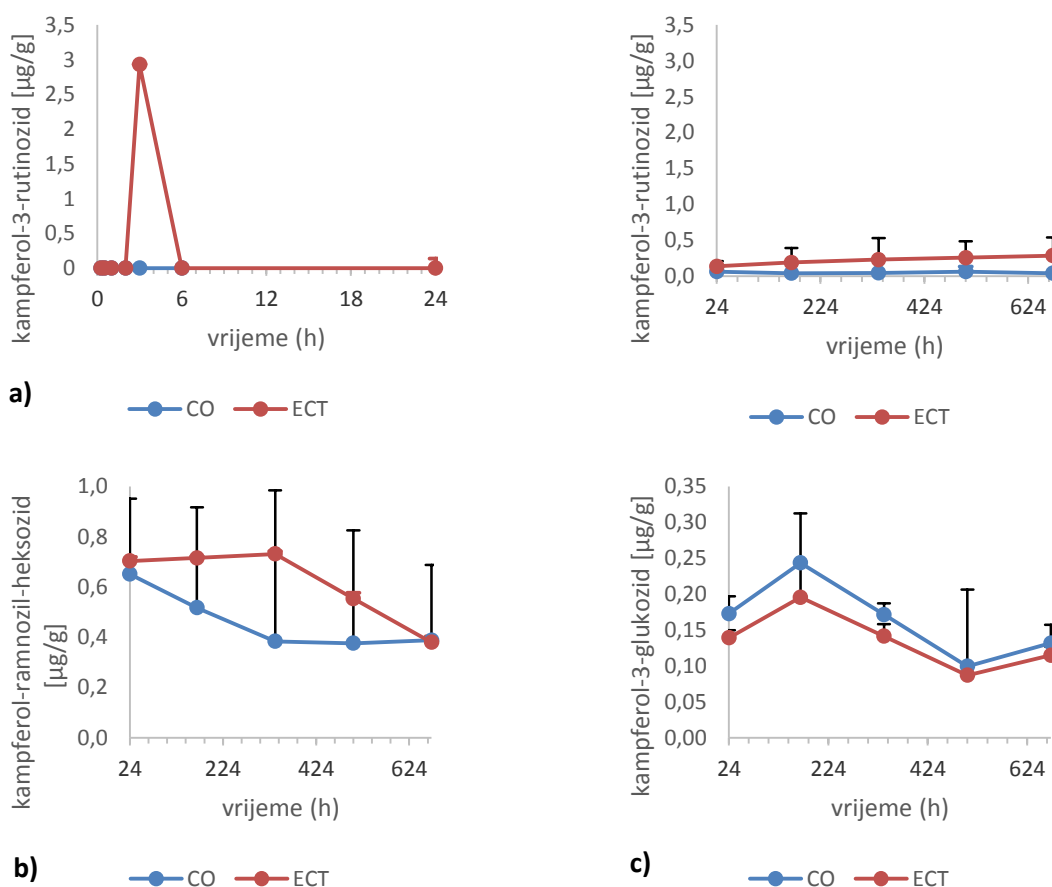 kampferol-3-rutinozid [µg/g]
3,5
3
2,5
2
1,5
1
0,5
0
0 6 12 18 24
vrijeme (h)
a)
CO ECT
kampferol-3-rutinozid [µg/g]
3,5
3,0
2,5
2,0
1,5
1,0
0,5
0,0
24 224 424 624
vrijeme (h)
CO ECT
kampferol-ramnozil-heksozid
[µg/g]
1,0
0,8
0,6
0,4
0,2
0,0
24 224 424 624
vrijeme (h)
b)
CO ECT
kampferol-3-glukozid [µg/g]
0,35
0,30
0,25
0,20
0,15
0,10
0,05
0,00
24 224 424 624
vrijeme (h)
c)
CO ECT